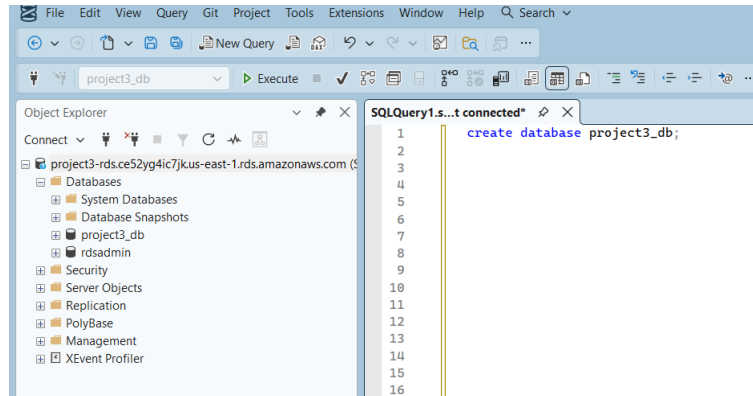 File Edit View Query Git Project Tools Extensions Window Help Search
New Query DAX
project3_db Execute
Object Explorer
Connect
project3-rds.ce52yg4ic7jk.us-east-1.rds.amazonaws.com (S
Databases
System Databases
Database Snapshots
project3_db
rdsadmin
Security
Server Objects
Replication
PolyBase
Management
XEvent Profiler
SQLQuery1.s...t connected*
1 create database project3_db;
2
3
4
5
6
7
8
9
10
11
12
13
14
15
16